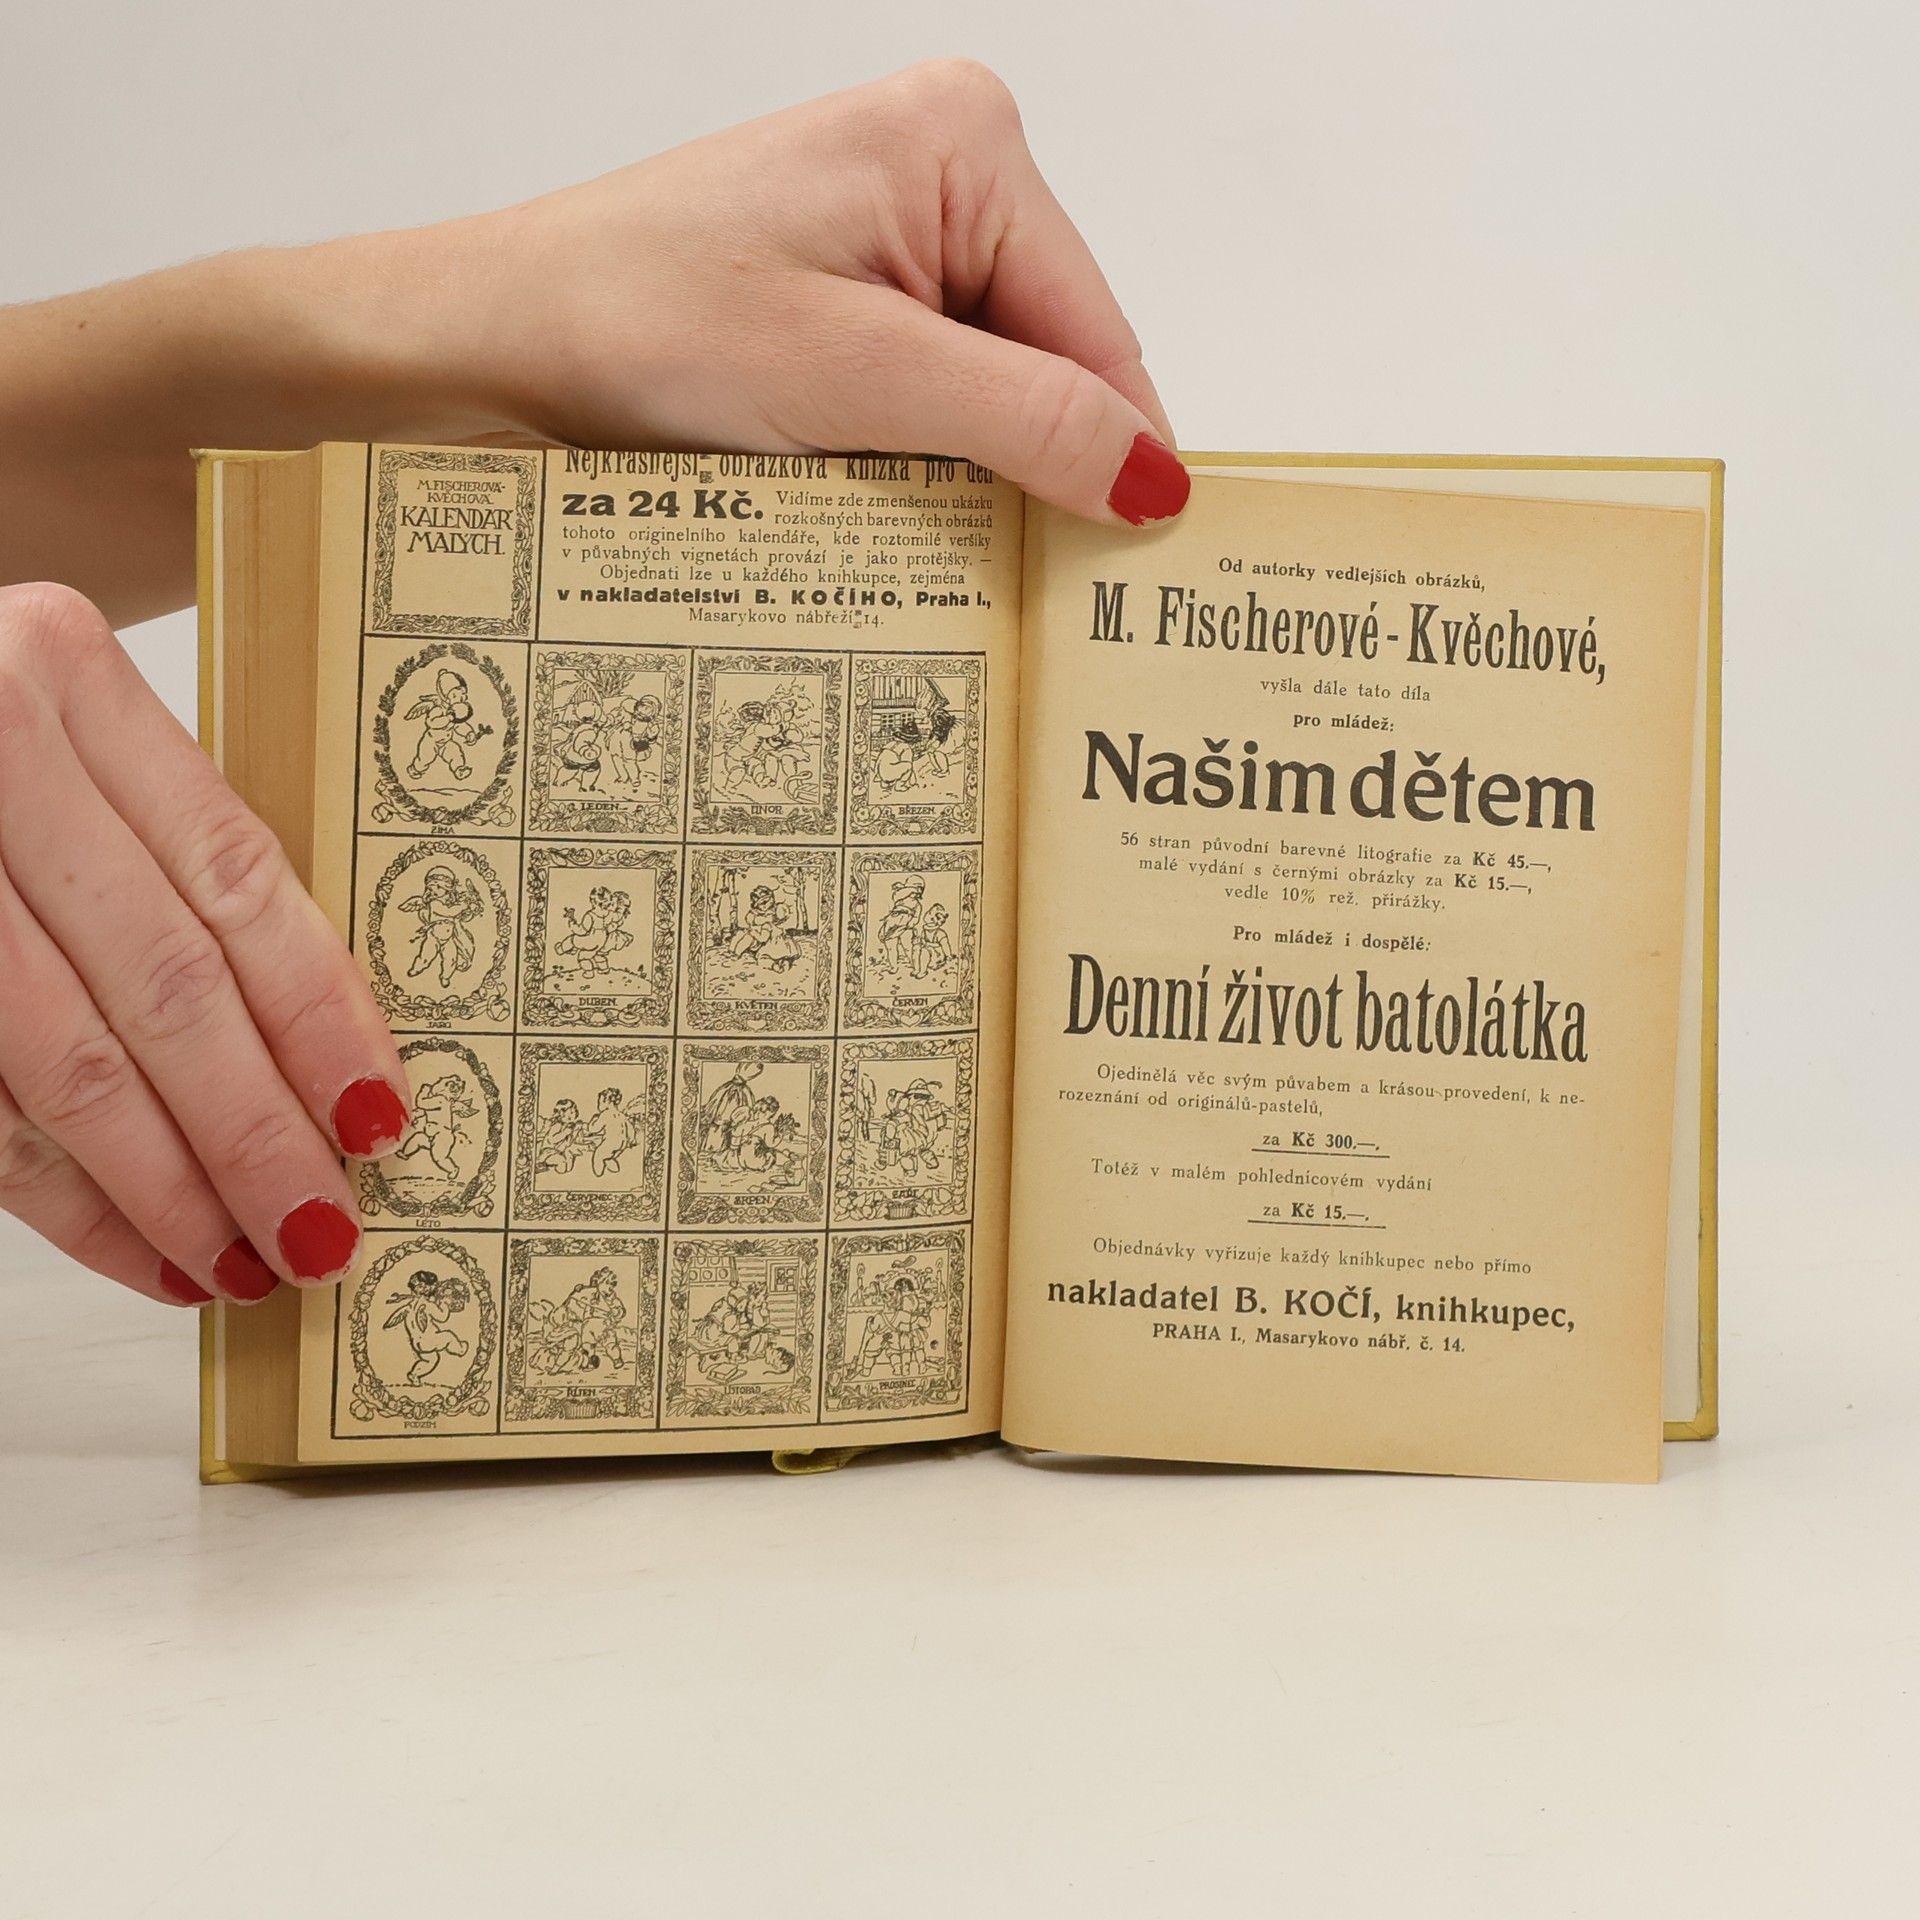 M. FISCHEROVÁ-
KVĚCHOVÁ
KALENDÁŘ
MALÝCH.
Nejkrásnější obrázková knížka pro děti
za 24 Kč. Vidíme zde zmenšenou ukázku
rozkošných barevných obrázků
tohoto originelního kalendáře, kde roztomilé veršíky
v půvabných vignetách provází je jako protějšky. —
Objednati lze u každého knihkupce, zejména
v nakladatelství B. KOČÍHO, Praha I.,
Masarykovo nábřeží 14.
ZIMA
LEDEN
ÚNOR
BŘEZEN
JARO
DUBEN
KVĚTEN
ČERVEN
LÉTO
ČERVENEC
SRPEN
ZÁŘÍ
PODZIM
ŘÍJEN
LISTOPAD
PROSINEC
Od autorky vedlejších obrázků,
M. Fischerové-Kvěchové,
vyšla dále tato díla
pro mládež:
Našim dětem
56 stran původní barevné litografie za Kč 45.—,
malé vydání s černými obrázky za Kč 15.—,
vedle 10% rež. přirážky.
Pro mládež i dospělé:
Denní život batolátka
Ojedinělá věc svým půvabem a krásou provedení, k ne-
rozeznání od originálů-pastelů,
za Kč 300.—.
Totéž v malém pohlednicovém vydání
za Kč 15.—.
Objednávky vyřizuje každý knihkupec nebo přímo
nakladatel B. KOČÍ, knihkupec,
PRAHA I., Masarykovo nábř. č. 14.